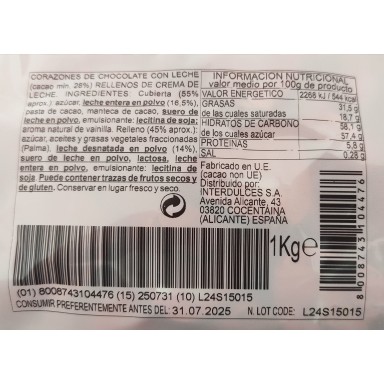 CORAZONES DE CHOCOLATE CON LECHE
(cacao mín. 28%) RELLENOS DE CREMA DE
LECHE. INGREDIENTES: Cubierta (55%
aprox.): azúcar, leche entera en polvo (16,5%),
pasta de cacao, manteca de cacao, suero de
leche en polvo, emulsionante: lecitina de soja;
aroma natural de vainilla. Relleno (45% aprox.):
azúcar, aceites y grasas vegetales fraccionadas
(Palma), leche desnatada en polvo (14%),
suero de leche en polvo, lactosa, leche
entera en polvo, emulsionante: lecitina de
soja. Puede contener trazas de frutos secos y
de gluten. Conservar en lugar fresco y seco.
INFORMACION NUTRICIONAL
valor medio por 100g de producto
VALOR ENERGETICO 2268 KJ / 544 kcal
GRASAS 31,5 g
de las cuales saturadas 18,7 g
HIDRATOS DE CARBONO 58,1 g
de los cuales azúcar 57,4 g
PROTEINAS 5,8 g
SAL 0,28 g
Fabricado en U.E.
(cacao non UE)
Distribuido por:
INTERDULCES S.A
Avenida Alicante, 43
03820 COCENTAINA
(ALICANTE) ESPAÑA
1Kg e
8008743104476
(01) 8008743104476 (15) 250731 (10) L24S15015
CONSUMIR PREFERENTEMENTE ANTES DEL: 31.07.2025 N. LOT CODE: L24S15015